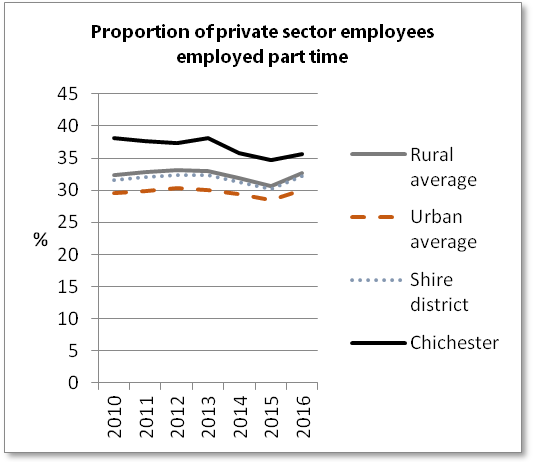 Proportion of private sector employees
employed part time
45
40
35
30
25
20
15
10
5
0
%
2010
2011
2012
2013
2014
2015
2016
Rural
average
Urban
average
Shire
district
Chichester